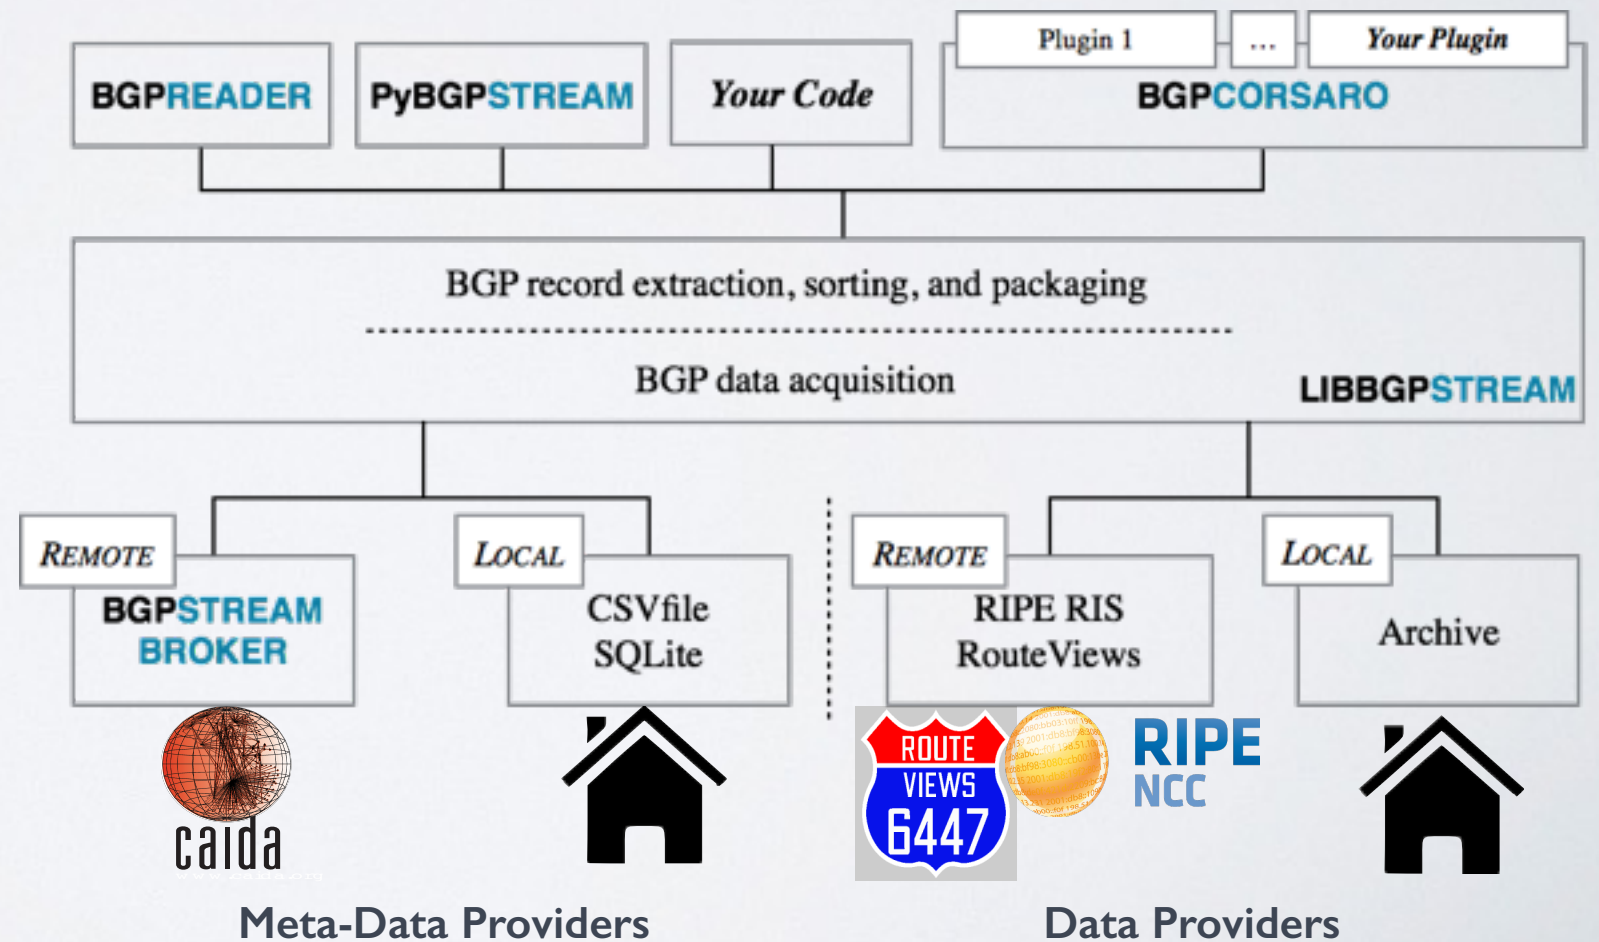 Plugin 1
...
Your Plugin
BGPREADER
PyBGPSTREAM
Your Code
BGPCORSARO
BGP record extraction, sorting, and packaging
BGP data acquisition
LIBBGPSTREAM
REMOTE
BGPSTREAM
BROKER
LOCAL
CSVfile
SQLite
REMOTE
RIPE RIS
RouteViews
LOCAL
Archive
caida
ROUTE
VIEWS
6447
RIPE
NCC
Meta-Data Providers
Data Providers